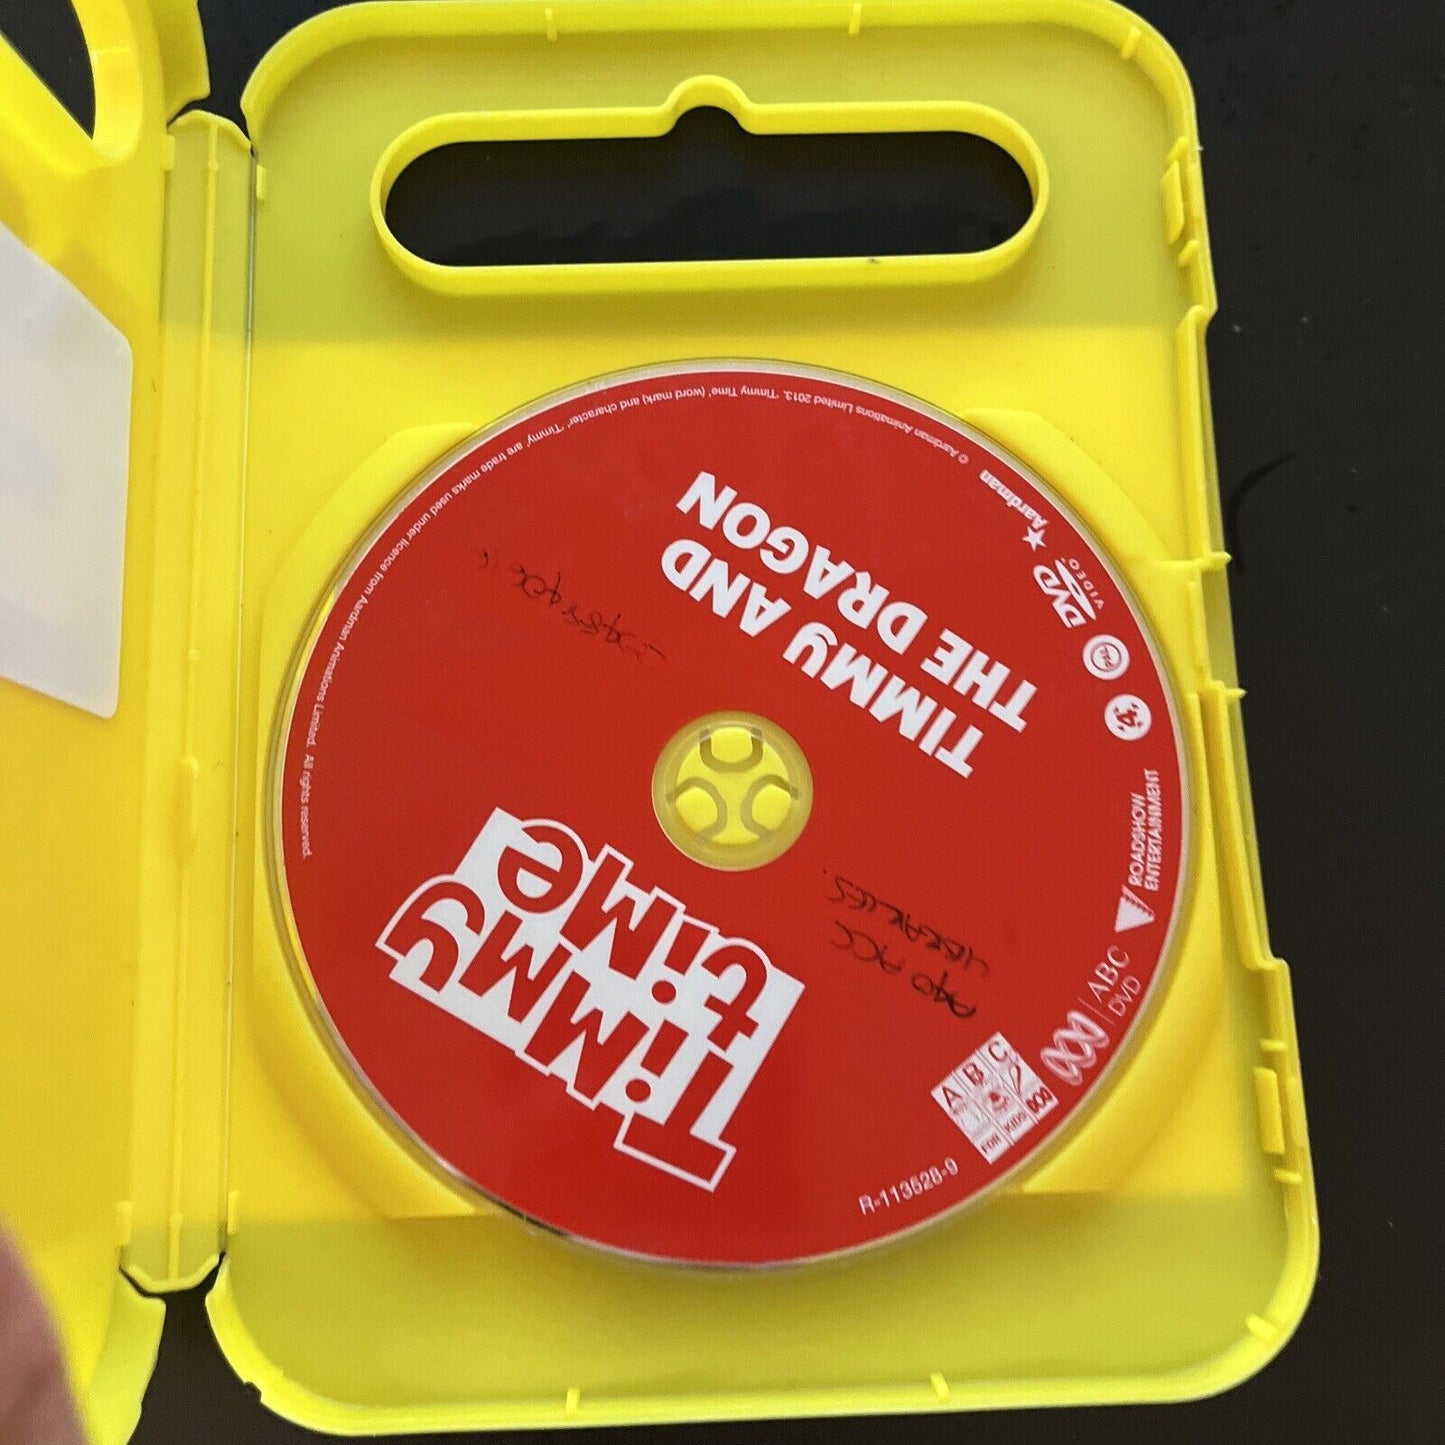 TiMMY
tiMe
TIMMY AND
THE DRAGON
R-113528-9
A B C
FOR KIDS
ABC
DVD
ROADSHOW
ENTERTAINMENT
DVD
VIDEO
Aardman
© Aardman Animations Limited 2013. 'Timmy Time' (word mark) and character 'Timmy' are trade marks used under licence from Aardman Animations Limited. All rights reserved.
LIBRARIES.